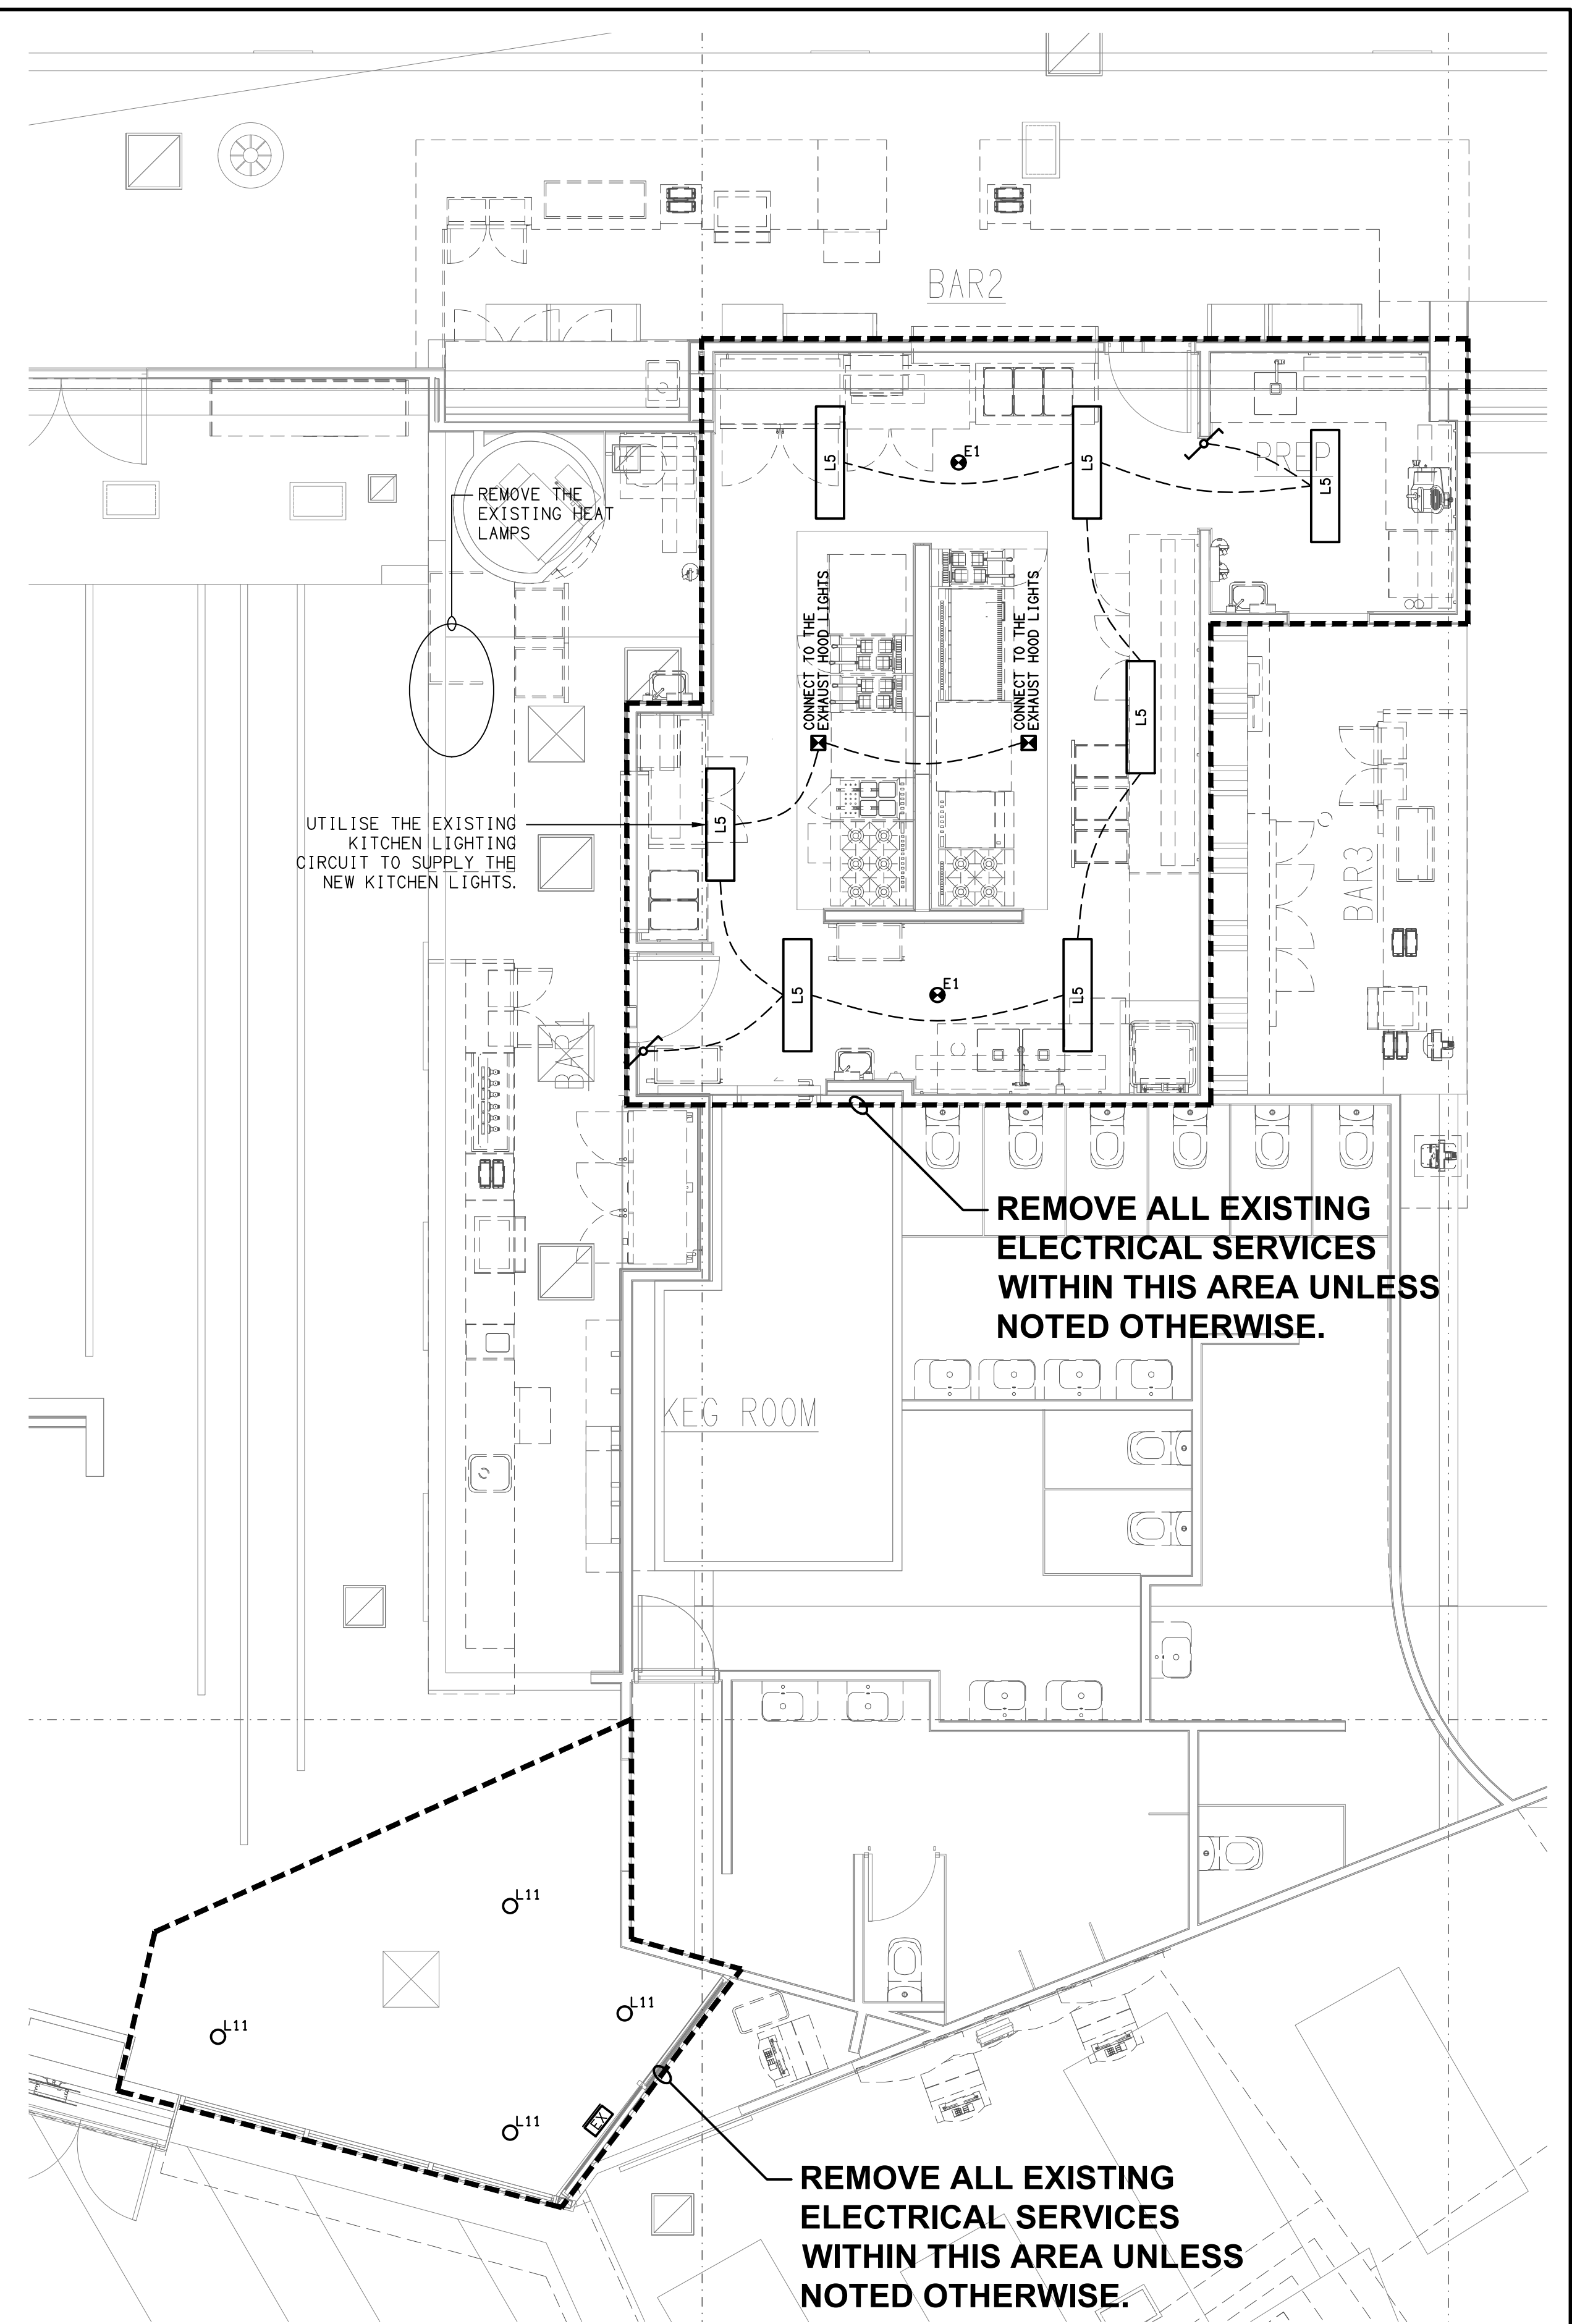 BAR2
L5
E1
L5
PREP
L5
REMOVE THE
EXISTING HEAT
LAMPS
CONNECT TO THE
EXHAUST HOOD LIGHTS
CONNECT TO THE
EXHAUST HOOD LIGHTS
L5
UTILISE THE EXISTING
KITCHEN LIGHTING
CIRCUIT TO SUPPLY THE
NEW KITCHEN LIGHTS.
L5
BAR3
L5
E1
L5
BAR1
REMOVE ALL EXISTING
ELECTRICAL SERVICES
WITHIN THIS AREA UNLESS
NOTED OTHERWISE.
KEG ROOM
L11
L11
L11
L11
EX
REMOVE ALL EXISTING
ELECTRICAL SERVICES
WITHIN THIS AREA UNLESS
NOTED OTHERWISE.